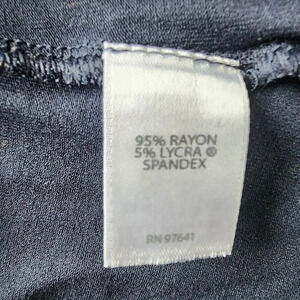 95% RAYON
5% LYCRA ®
SPANDEX
RN 97641